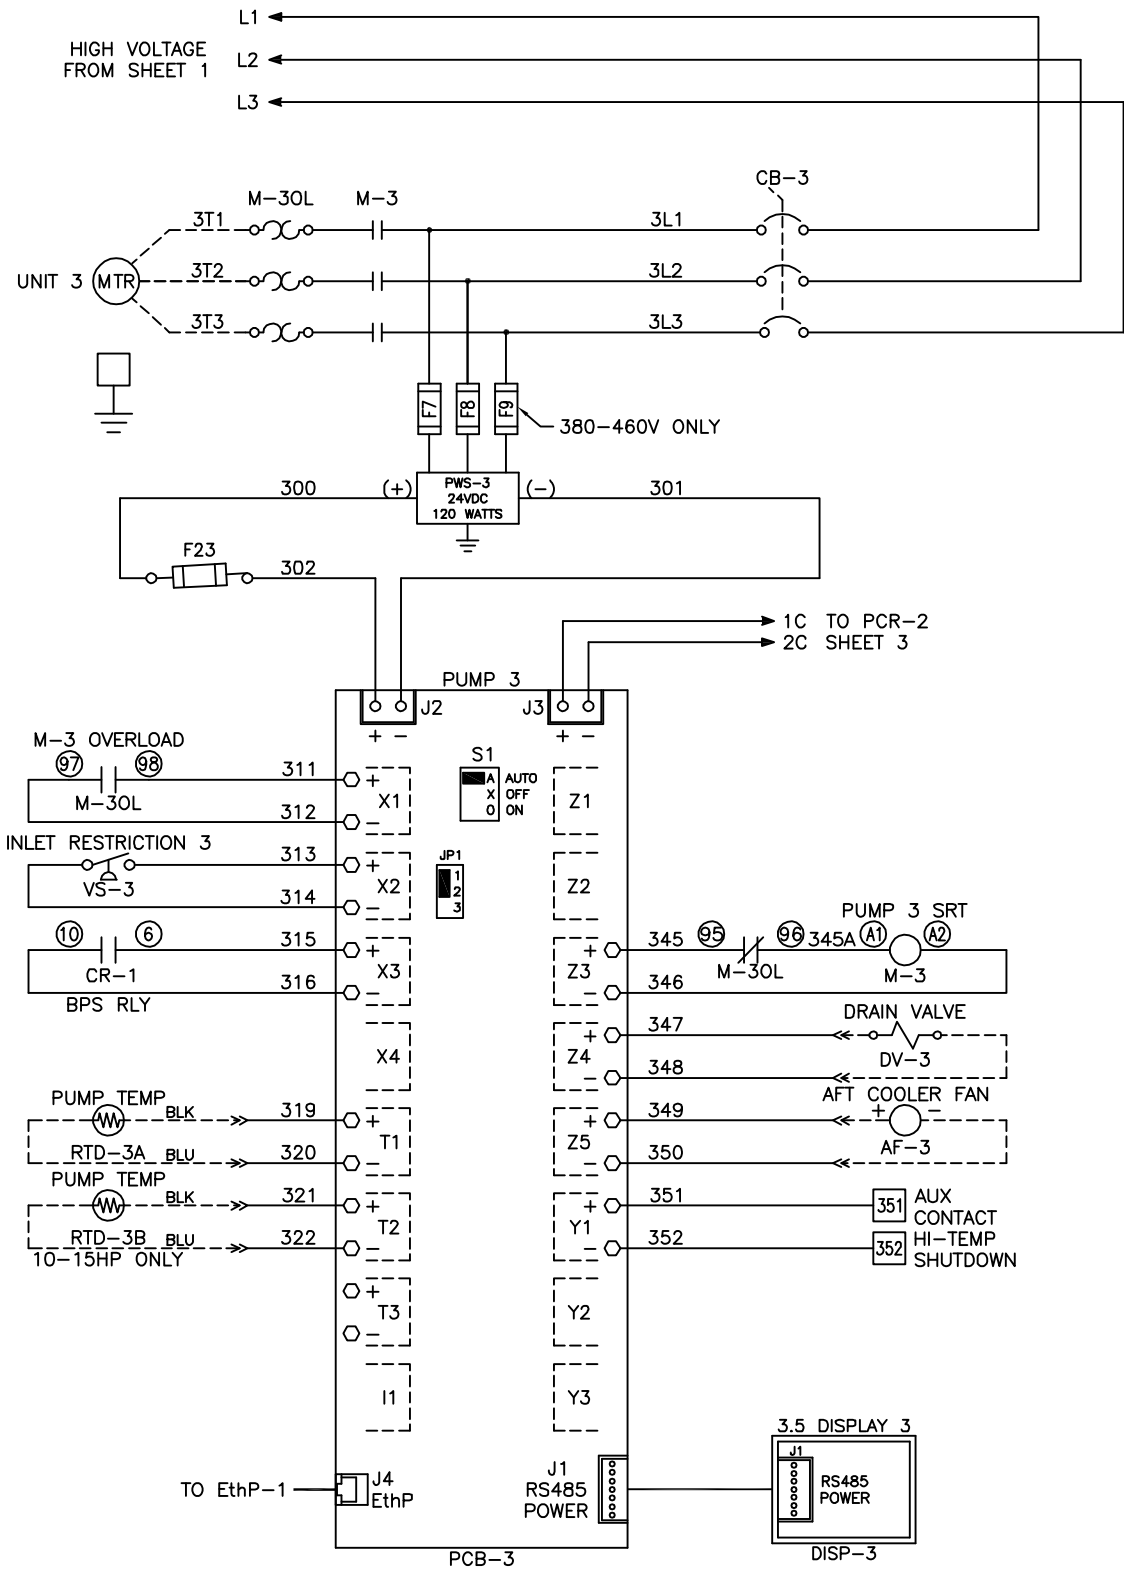 L1
HIGH VOLTAGE
FROM SHEET 1
L2
L3
CB-3
M-3OL
M-3
3T1
3L1
UNIT 3
MTR
3T2
3L2
3T3
3L3
F7
F8
F9
380-460V ONLY
300
(+)
PWS-3
24VDC
120 WATTS
(-)
301
F23
302
1C TO PCR-2
2C SHEET 3
PUMP 3
J2
J3
+ -
+ -
M-3 OVERLOAD
97
98
M-3OL
311
312
+
X1
-
S1
A AUTO
X OFF
O ON
Z1
INLET RESTRICTION 3
VS-3
313
314
+
X2
-
JP1
1
2
3
Z2
10
6
CR-1
BPS RLY
315
316
+
X3
-
PUMP 3 SRT
+
Z3
-
345
95
96
345A
A1
A2
M-3OL
M-3
346
X4
+
Z4
-
347
DRAIN VALVE
DV-3
348
PUMP TEMP
BLK
319
RTD-3A
BLU
320
+
T1
-
+
Z5
-
349
AFT COOLER FAN
+ -
AF-3
350
PUMP TEMP
BLK
321
RTD-3B
BLU
322
10-15HP ONLY
+
T2
-
+
Y1
-
351
351
AUX
CONTACT
352
352
HI-TEMP
SHUTDOWN
+
T3
-
Y2
I1
Y3
TO EthP-1
J4
EthP
J1
RS485
POWER
3.5 DISPLAY 3
J1
RS485
POWER
DISP-3
PCB-3